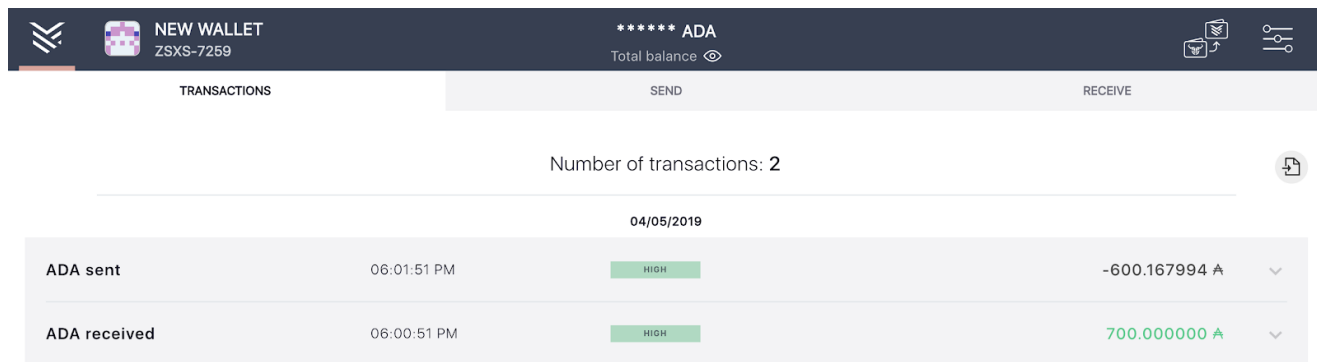 NEW WALLET
ZSXS-7259
****** ADA
Total balance
TRANSACTIONS SEND RECEIVE
Number of transactions: 2
04/05/2019
ADA sent 06:01:51 PM HIGH -600.167994 ₳
ADA received 06:00:51 PM HIGH 700.000000 ₳